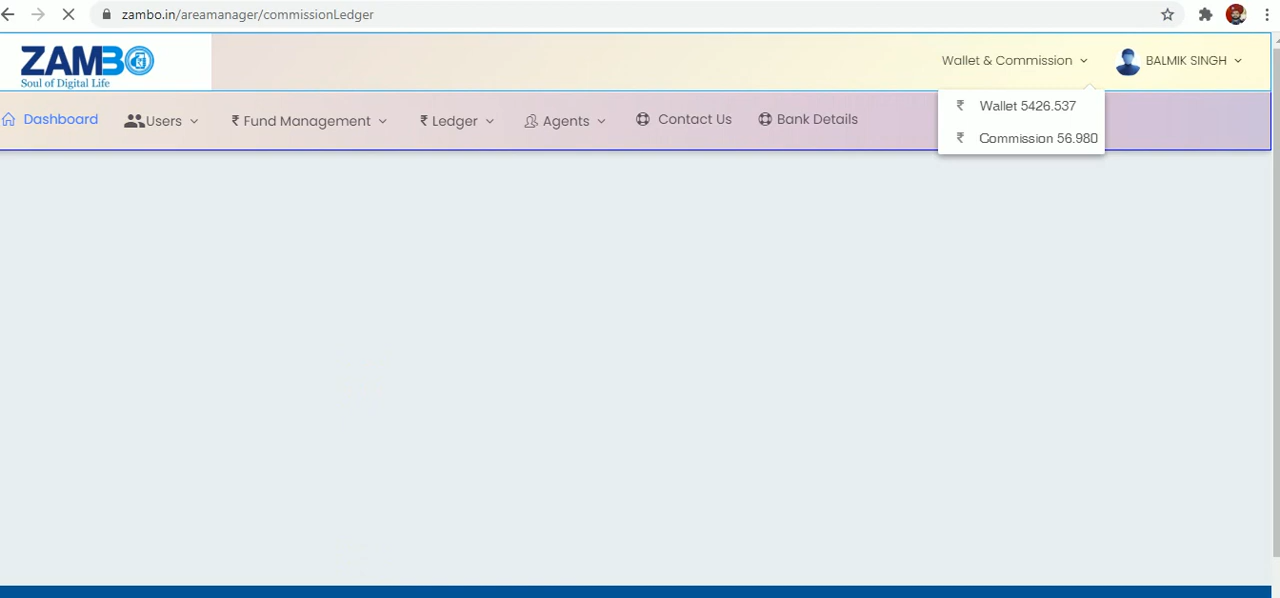 zambo.in/areamanager/commissionLedger
ZAMBO
Soul of Digital Life
Wallet & Commission
BALMIK SINGH
₹ Wallet 5426.537
₹ Commission 56.980
Dashboard
Users
₹ Fund Management
₹ Ledger
Agents
Contact Us
Bank Details